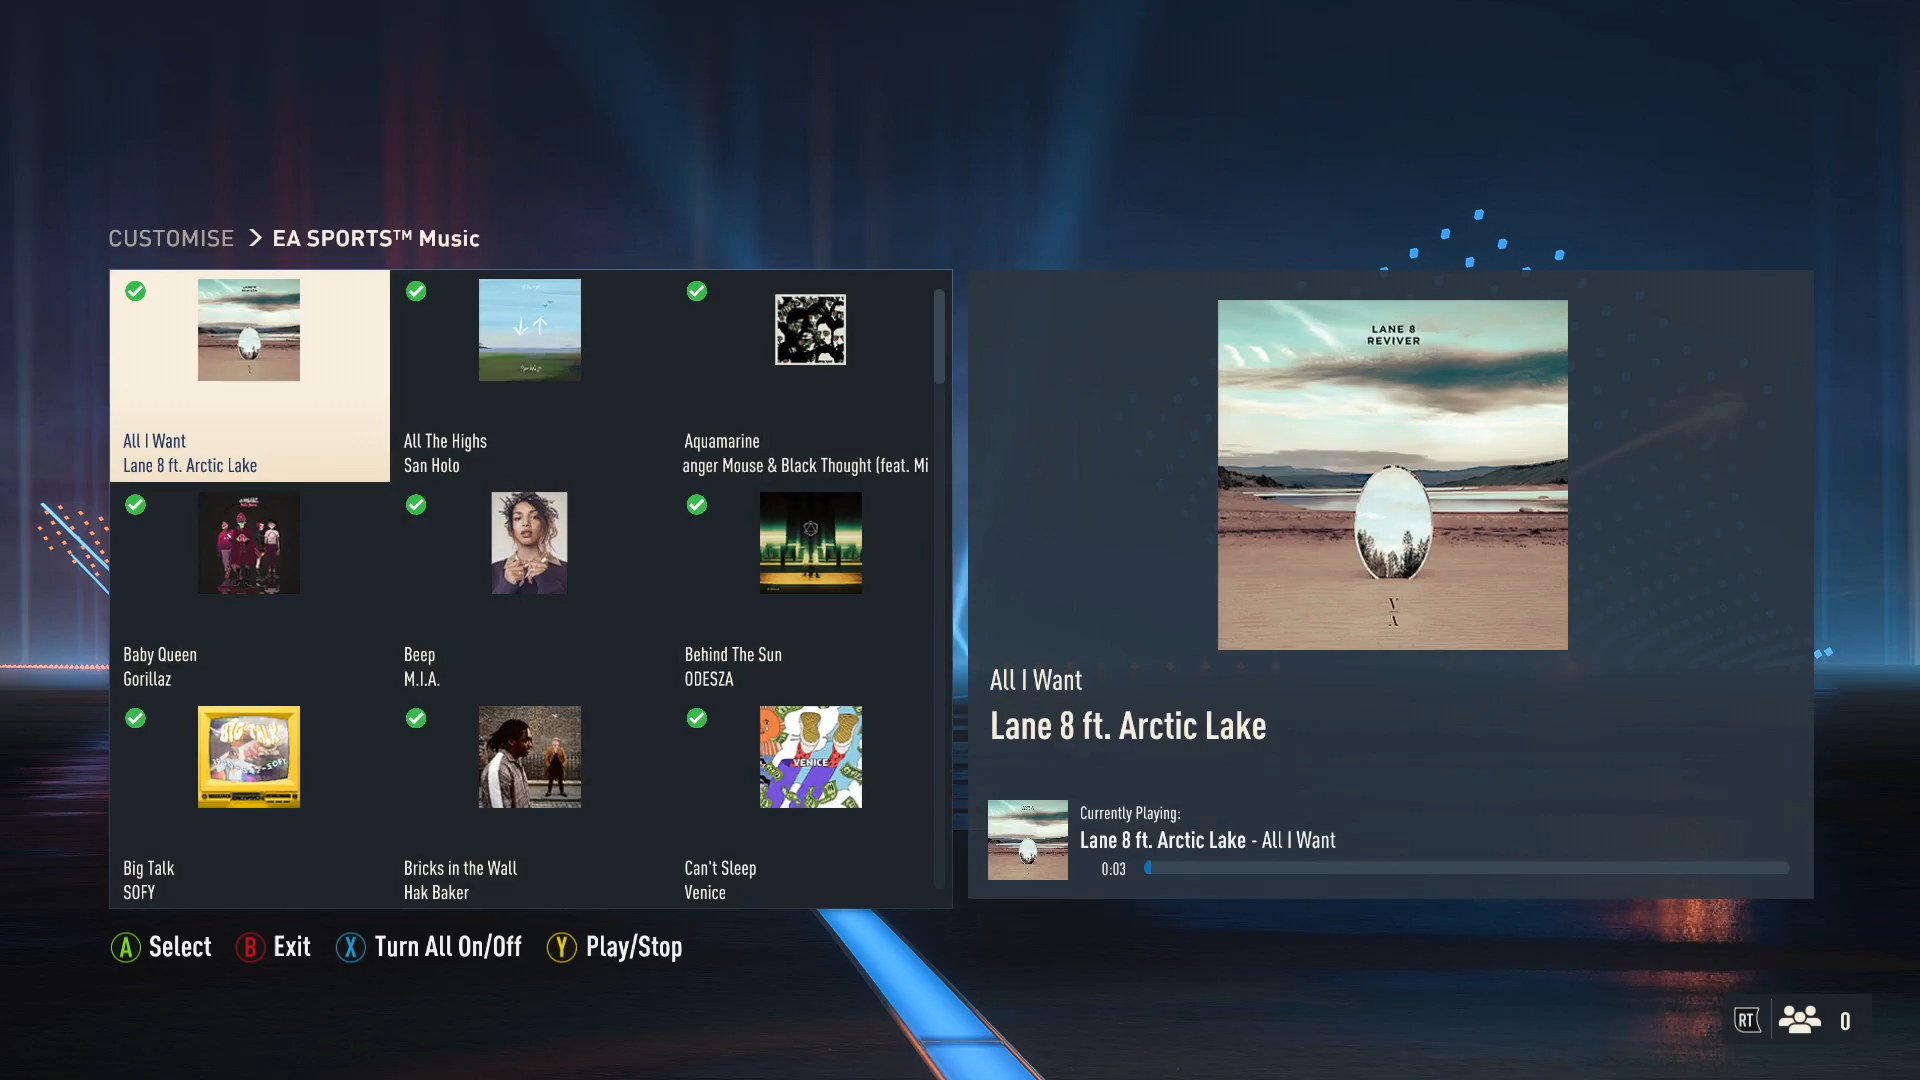 CUSTOMISE > EA SPORTS™ Music
All I Want
Lane 8 ft. Arctic Lake
All The Highs
San Holo
Aquamarine
anger Mouse & Black Thought (feat. Mi
Baby Queen
Gorillaz
Beep
M.I.A.
Behind The Sun
ODESZA
BIG TALK
Big Talk
SOFY
Bricks in the Wall
Hak Baker
VENICE
Can't Sleep
Venice
LANE 8
REVIVER
All I Want
Lane 8 ft. Arctic Lake
Currently Playing:
Lane 8 ft. Arctic Lake - All I Want
0:03
A Select B Exit X Turn All On/Off Y Play/Stop
RT 0